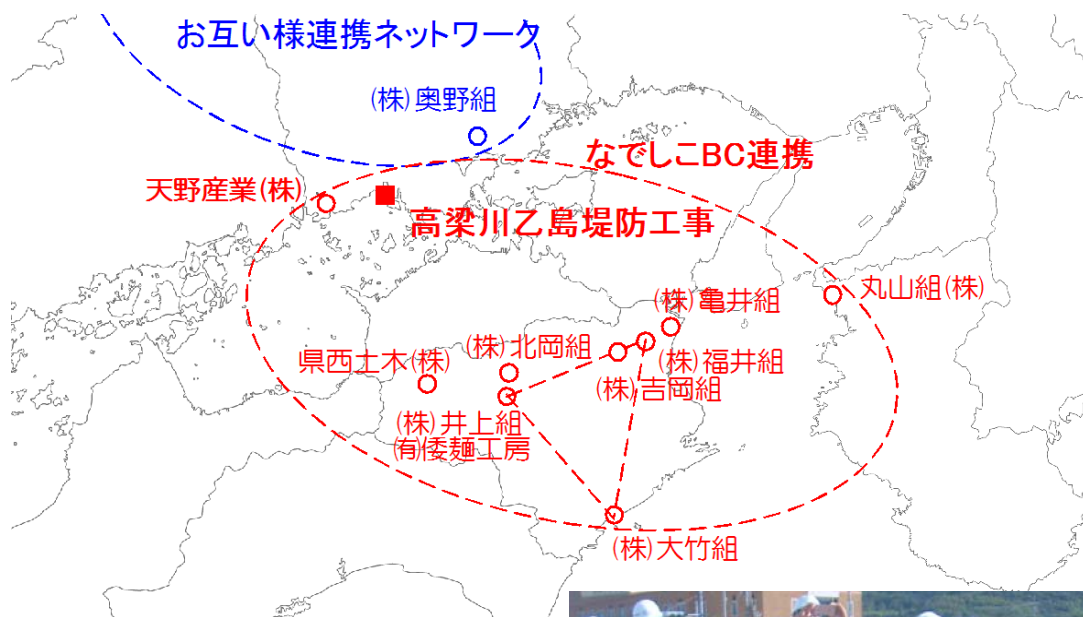 お互い様連携ネットワーク
(株)奥野組
なでしこBC連携
天野産業(株)
高梁川乙島堤防工事
丸山組(株)
(株)亀井組
(株)北岡組
(株)福井組
県西土木(株)
(株)吉岡組
(株)井上組
(有)倭麺工房
(株)大竹組